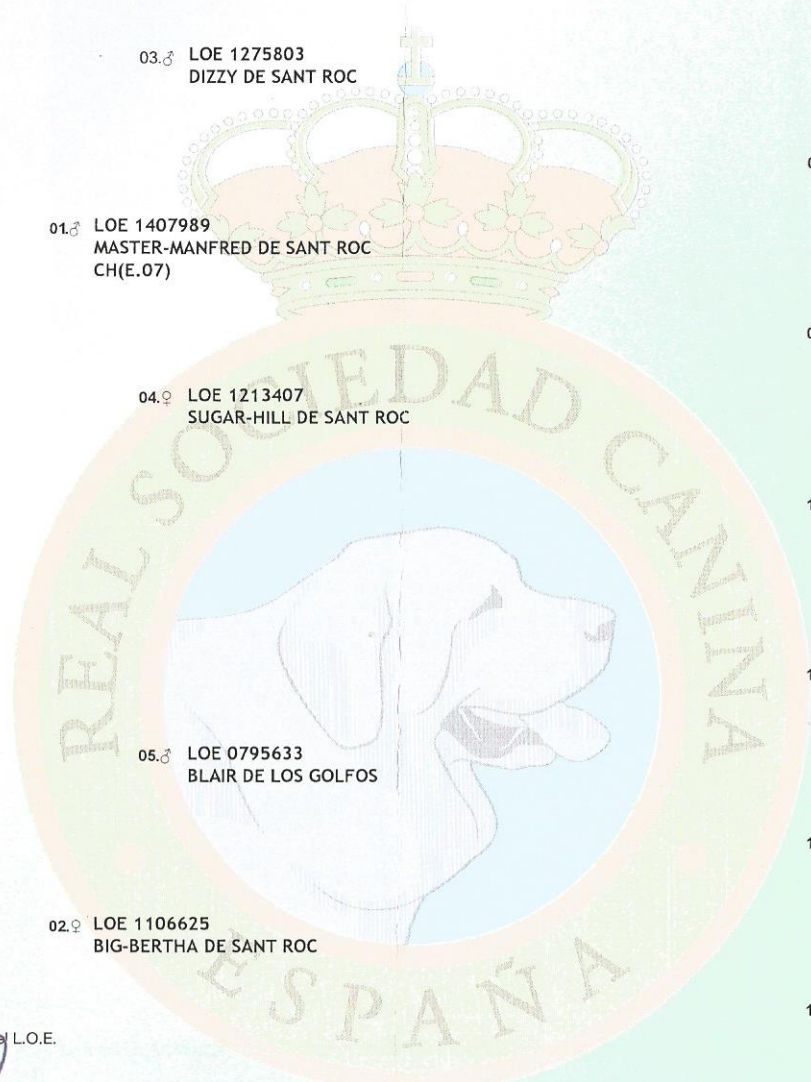 03.♂ LOE 1275803
DIZZY DE SANT ROC
01.♂ LOE 1407989
MASTER-MANFRED DE SANT ROC
CH(E.07)
04.♀ LOE 1213407
SUGAR-HILL DE SANT ROC
REAL SOCIEDAD CANINA
05.♂ LOE 0795633
BLAIR DE LOS GOLFOS
02.♀ LOE 1106625
BIG-BERTHA DE SANT ROC
ESPAÑA
L.O.E.